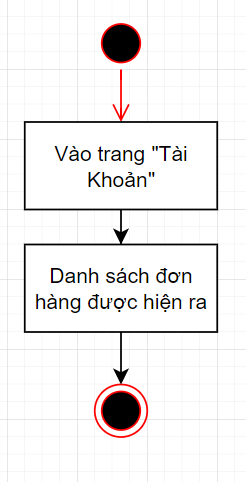 Vào trang "Tài
Khoản"
Danh sách đơn
hàng được hiện ra